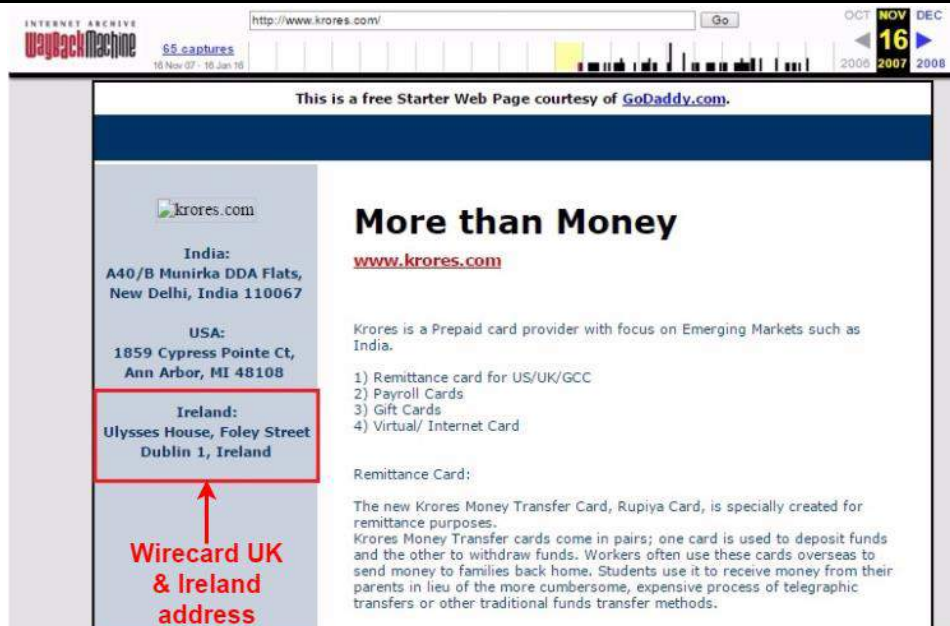 INTERNET ARCHIVE
WayBackMachine
http://www.krores.com/
Go
65 captures
16 Nov 07 - 16 Jan 16
OCT NOV DEC
16
2006 2007 2008
This is a free Starter Web Page courtesy of GoDaddy.com.
krores.com
India:
A40/B Munirka DDA Flats,
New Delhi, India 110067
USA:
1859 Cypress Pointe Ct,
Ann Arbor, MI 48108
Ireland:
Ulysses House, Foley Street
Dublin 1, Ireland
Wirecard UK
& Ireland
address
More than Money
www.krores.com
Krores is a Prepaid card provider with focus on Emerging Markets such as
India.
1) Remittance card for US/UK/GCC
2) Payroll Cards
3) Gift Cards
4) Virtual/ Internet Card
Remittance Card:
The new Krores Money Transfer Card, Rupiya Card, is specially created for
remittance purposes.
Krores Money Transfer cards come in pairs; one card is used to deposit funds
and the other to withdraw funds. Workers often use these cards overseas to
send money to families back home. Students use it to receive money from their
parents in lieu of the more cumbersome, expensive process of telegraphic
transfers or other traditional funds transfer methods.